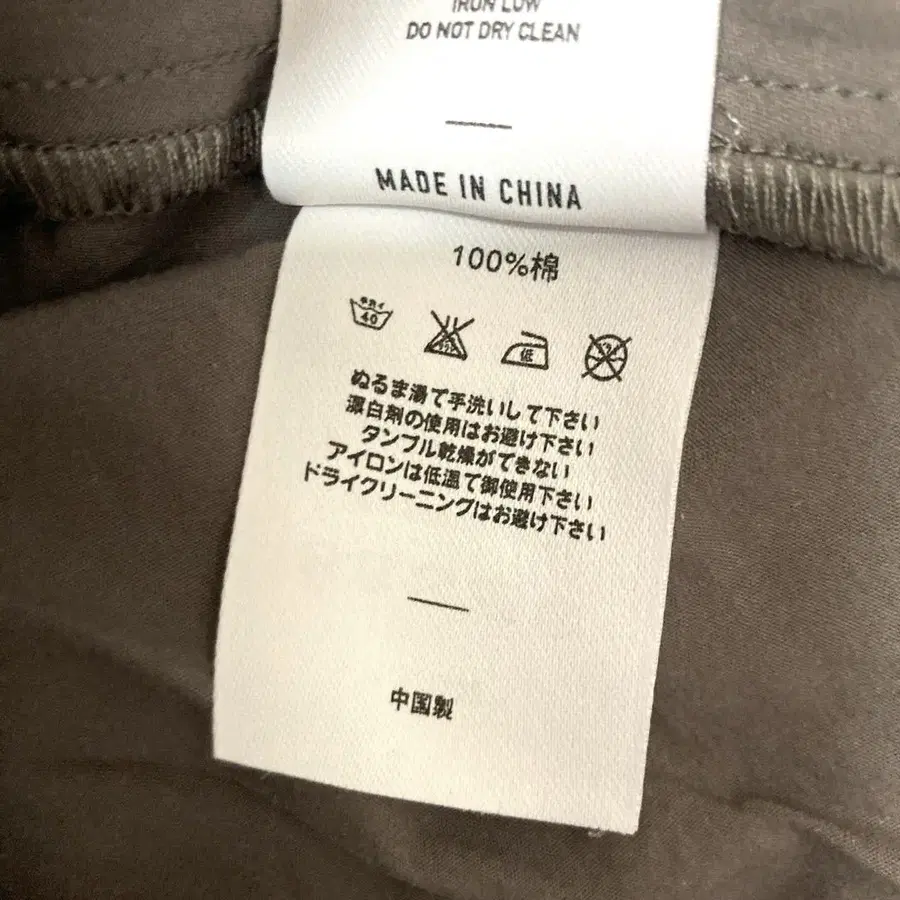 IRON LOW
DO NOT DRY CLEAN
MADE IN CHINA
100%棉
40
低
ぬるま湯で手洗いして下さい
漂白剤の使用はお避け下さい
タンブル乾燥ができない
アイロンは低温で御使用下さい
ドライクリーニングはお避け下さい
中国製